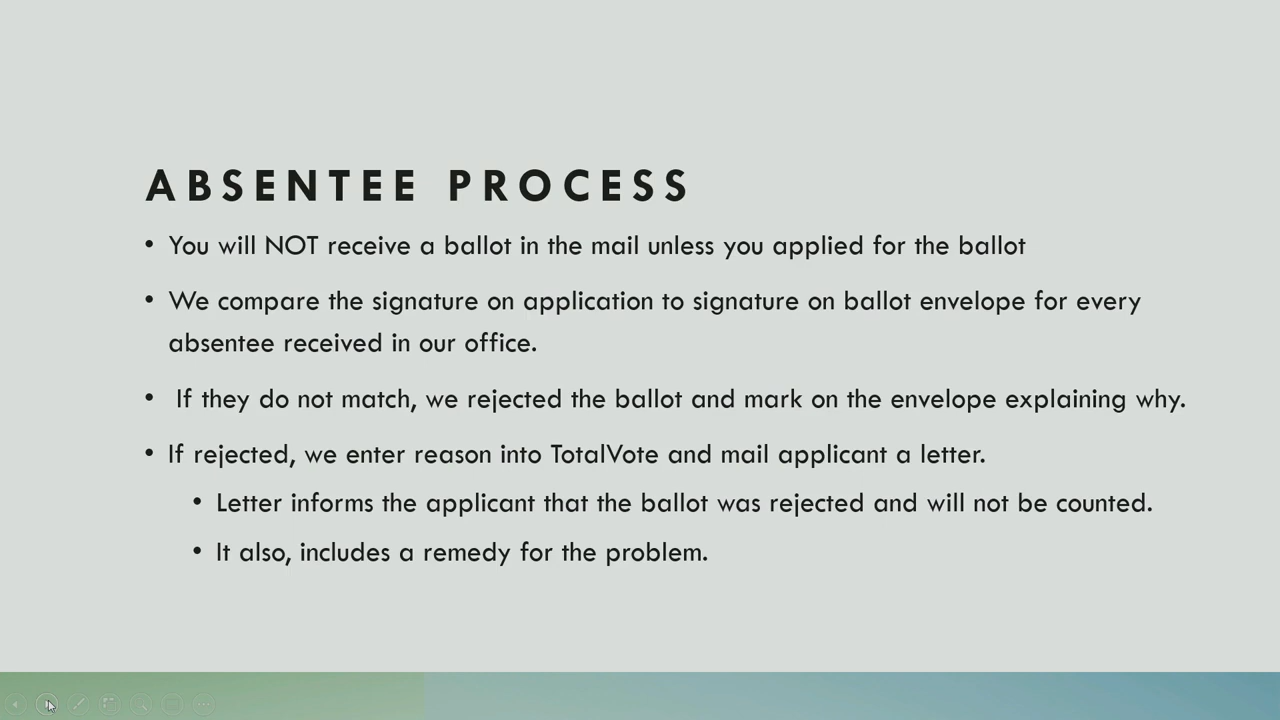 ABSENTEE PROCESS
• You will NOT receive a ballot in the mail unless you applied for the ballot
• We compare the signature on application to signature on ballot envelope for every
absentee received in our office.
• If they do not match, we rejected the ballot and mark on the envelope explaining why.
• If rejected, we enter reason into TotalVote and mail applicant a letter.
• Letter informs the applicant that the ballot was rejected and will not be counted.
• It also, includes a remedy for the problem.